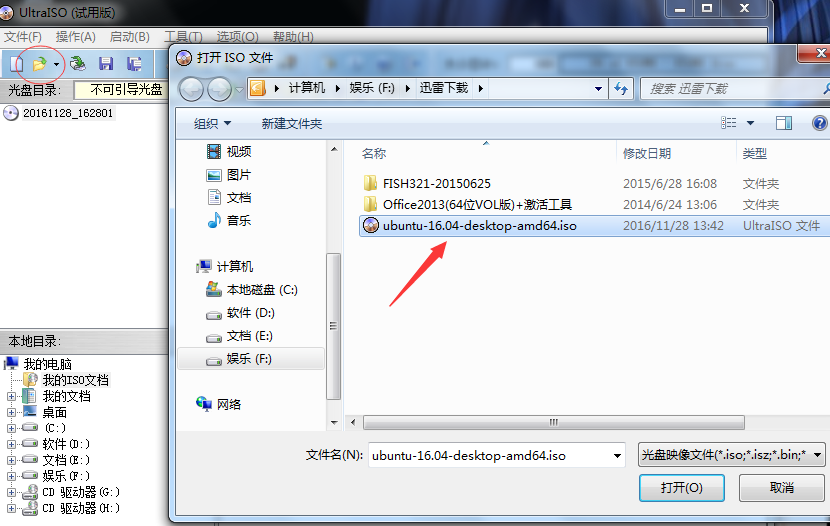 UltraISO (试用版)
文件(F) 操作(A) 启动(B) 工具(T) 选项(O) 帮助(H)
光盘目录: 不可引导光盘
20161128_162801
本地目录:
我的电脑
我的ISO文档
我的文档
桌面
(C:)
软件(D:)
文档(E:)
娱乐(F:)
CD 驱动器(G:)
CD 驱动器(H:)
打开 ISO 文件
计算机 娱乐 (F:) 迅雷下载
搜索 迅雷下载
组织 新建文件夹
视频
图片
文档
音乐
计算机
本地磁盘 (C:)
软件 (D:)
文档 (E:)
娱乐 (F:)
网络
名称 修改日期 类型
FISH321-20150625 2015/6/28 16:08 文件夹
Office2013(64位VOL版)+激活工具 2014/6/24 13:06 文件夹
ubuntu-16.04-desktop-amd64.iso 2016/11/28 13:42 UltraISO 文件
文件名(N): ubuntu-16.04-desktop-amd64.iso 光盘映像文件(*.iso;*.isz;*.bin;*
打开(O) 取消